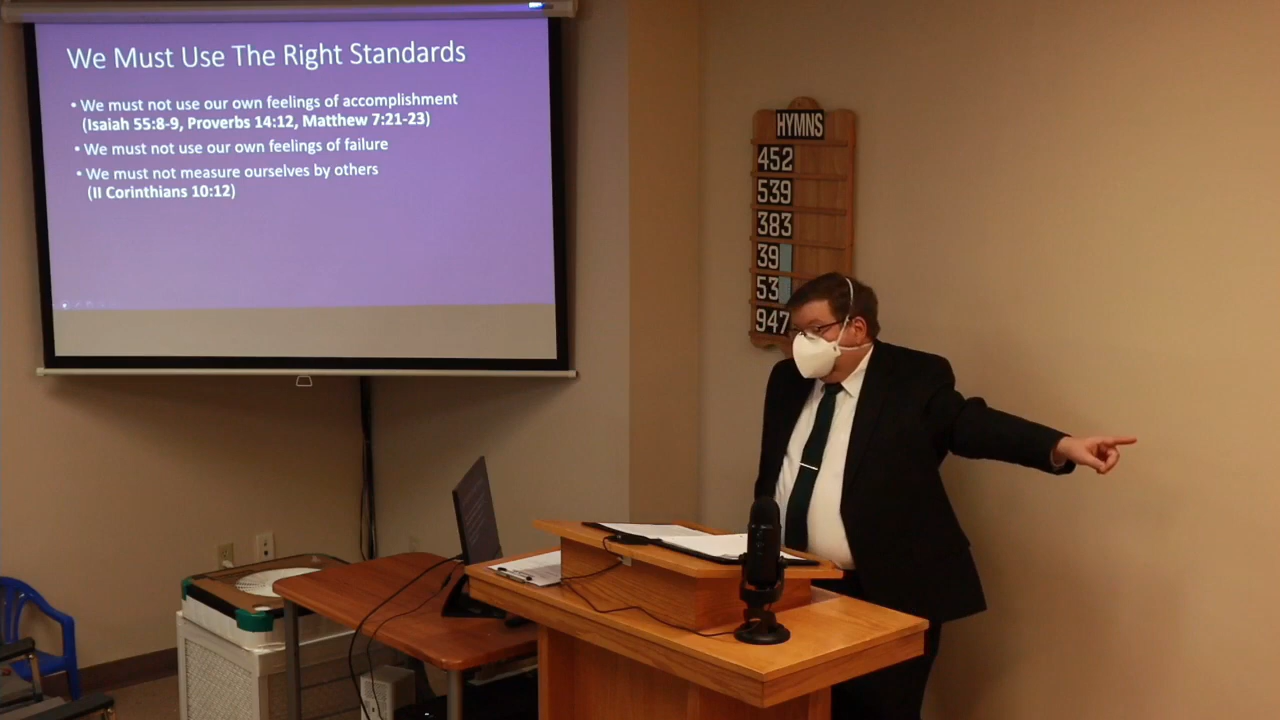 We Must Use The Right Standards
• We must not use our own feelings of accomplishment
(Isaiah 55:8-9, Proverbs 14:12, Matthew 7:21-23)
• We must not use our own feelings of failure
• We must not measure ourselves by others
(II Corinthians 10:12)
HYMNS
452
539
383
39
53
947